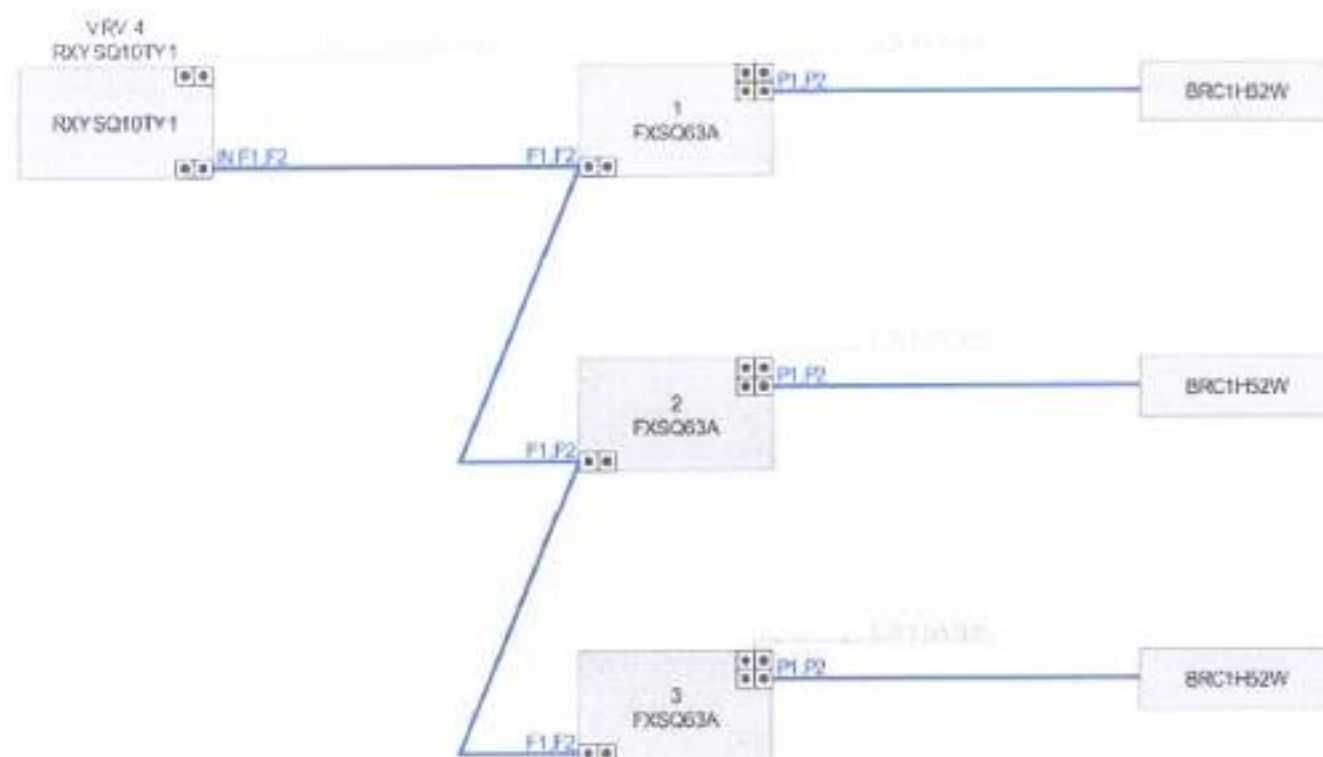 VRV 4
RXYSQ10TY1
RXYSQ10TY1
IN.F1.F2
F1.F2
1
FXSQ63A
P1.P2
BRC1H52W
F1.F2
2
FXSQ63A
P1.P2
BRC1H52W
F1.F2
3
FXSQ63A
P1.P2
BRC1H52W